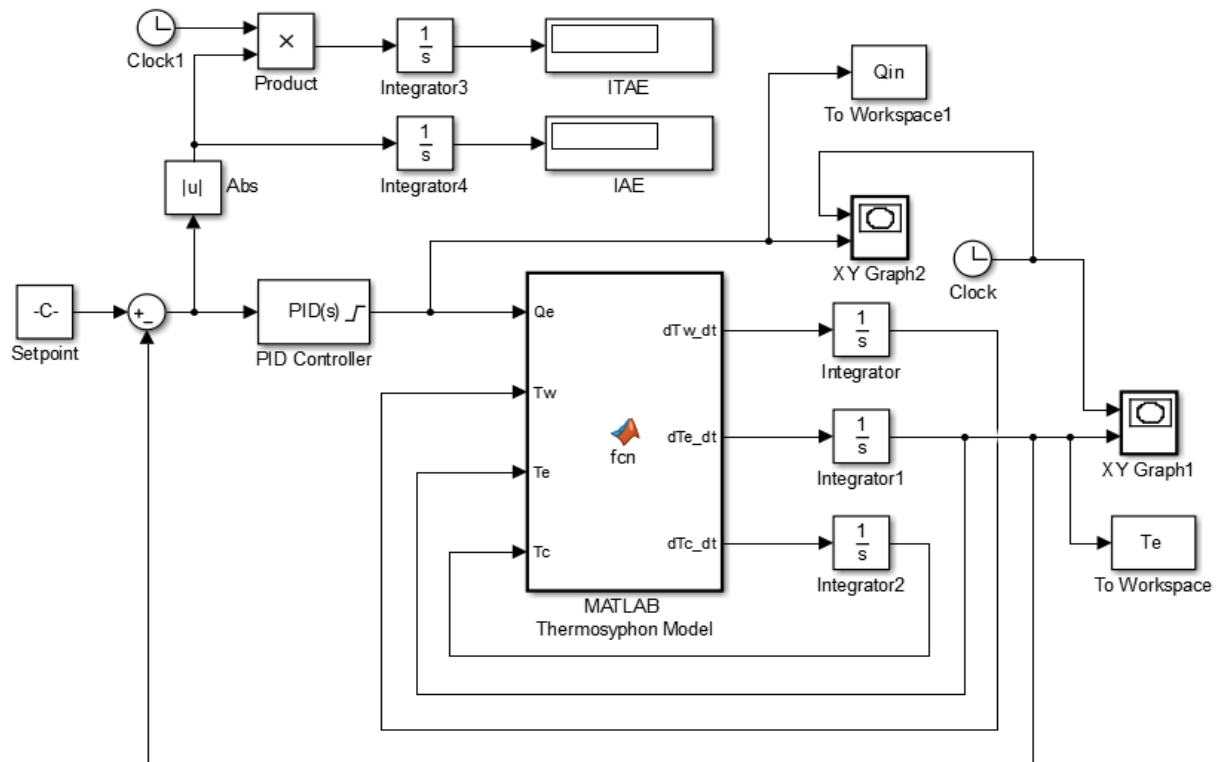 Clock1
×
Product
1
s
Integrator3
ITAE
Qin
To Workspace1
|u|
Abs
1
s
Integrator4
IAE
XY Graph2
Clock
-C-
Setpoint
+
_
PID(s)
PID Controller
Qe
Tw
Te
Tc
fcn
dTw_dt
dTe_dt
dTc_dt
MATLAB
Thermosyphon Model
1
s
Integrator
1
s
Integrator1
1
s
Integrator2
XY Graph1
Te
To Workspace